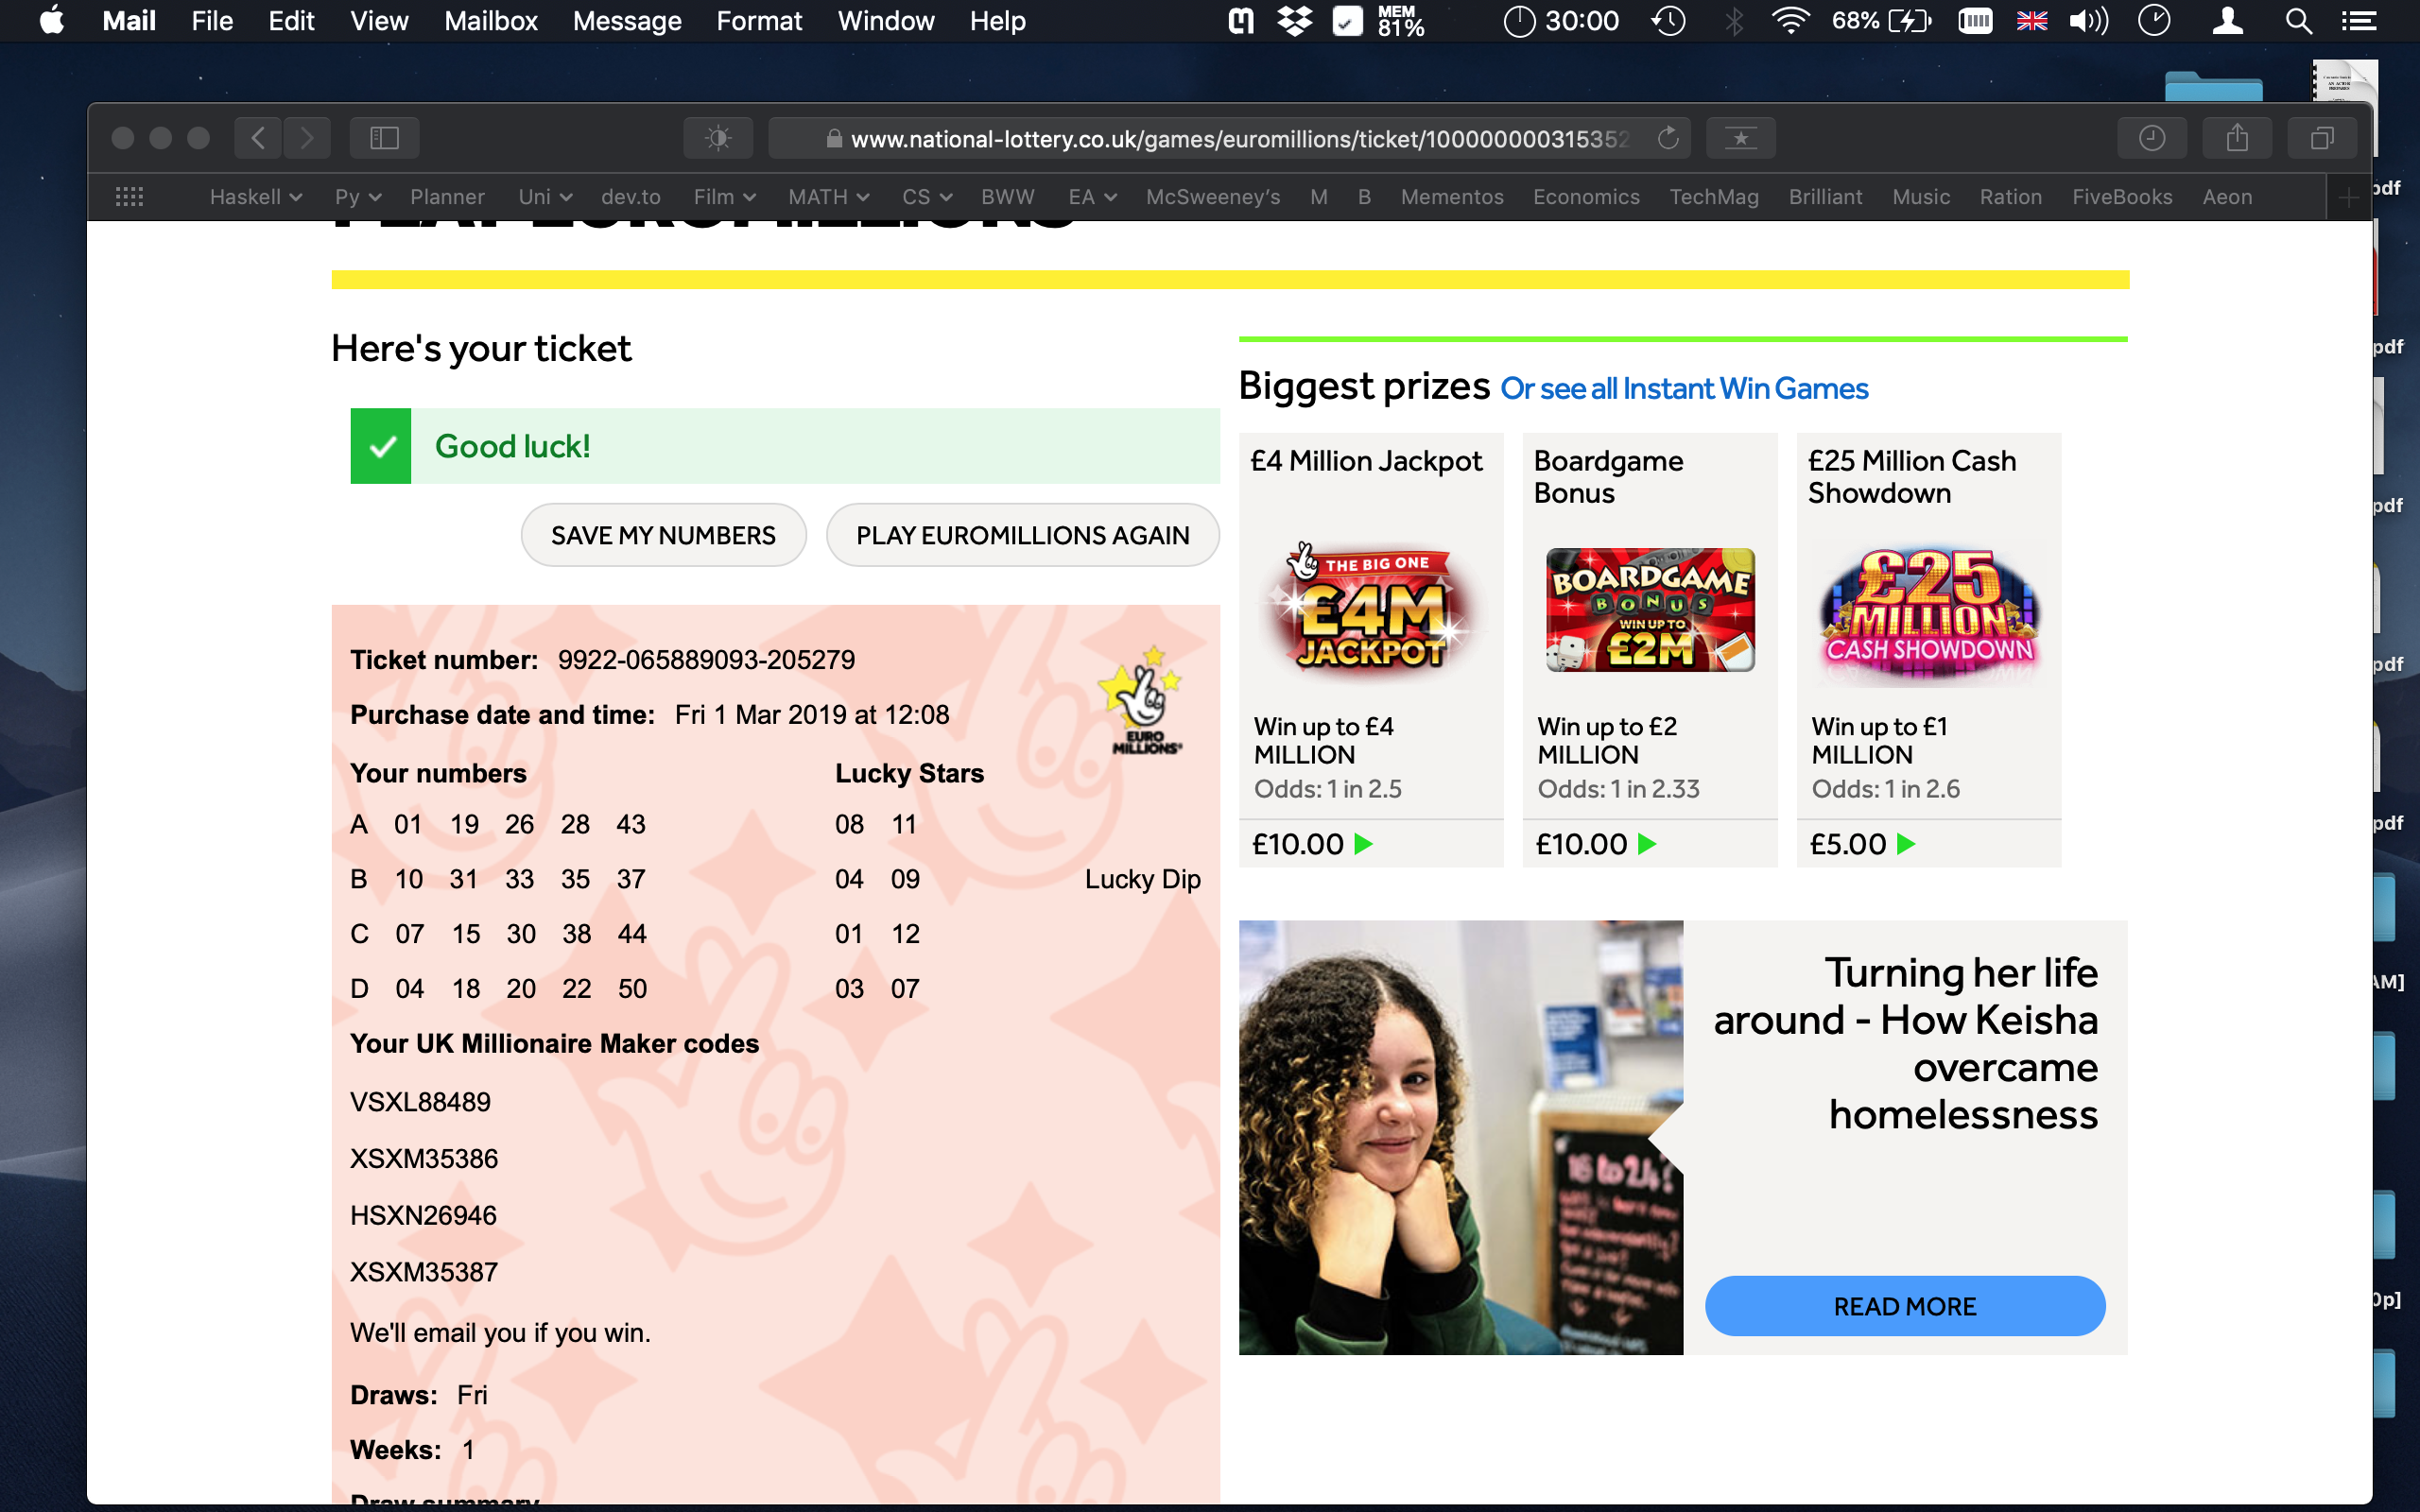 Mail File Edit View Mailbox Message Format Window Help MEM 81% 30:00 68%
www.national-lottery.co.uk/games/euromillions/ticket/1000000000315352
Haskell Py Planner Uni dev.to Film MATH CS BWW EA McSweeney's M B Mementos Economics TechMag Brilliant Music Ration FiveBooks Aeon
PLAY EUROMILLIONS
Here's your ticket
Good luck!
SAVE MY NUMBERS
PLAY EUROMILLIONS AGAIN
Ticket number: 9922-065889093-205279
Purchase date and time: Fri 1 Mar 2019 at 12:08
EURO
MILLIONS
Your numbers Lucky Stars
A 01 19 26 28 43 08 11
B 10 31 33 35 37 04 09 Lucky Dip
C 07 15 30 38 44 01 12
D 04 18 20 22 50 03 07
Your UK Millionaire Maker codes
VSXL88489
XSXM35386
HSXN26946
XSXM35387
We'll email you if you win.
Draws: Fri
Weeks: 1
Draw summary
Biggest prizes Or see all Instant Win Games
£4 Million Jackpot
THE BIG ONE
£4M
JACKPOT
Win up to £4
MILLION
Odds: 1 in 2.5
£10.00
Boardgame
Bonus
BOARDGAME
BONUS
WIN UP TO
£2M
Win up to £2
MILLION
Odds: 1 in 2.33
£10.00
£25 Million Cash
Showdown
£25
MILLION
CASH SHOWDOWN
Win up to £1
MILLION
Odds: 1 in 2.6
£5.00
16 to 24?
Turning her life
around - How Keisha
overcame
homelessness
READ MORE
pdf
pdf
pdf
pdf
pdf
AM]
0p]